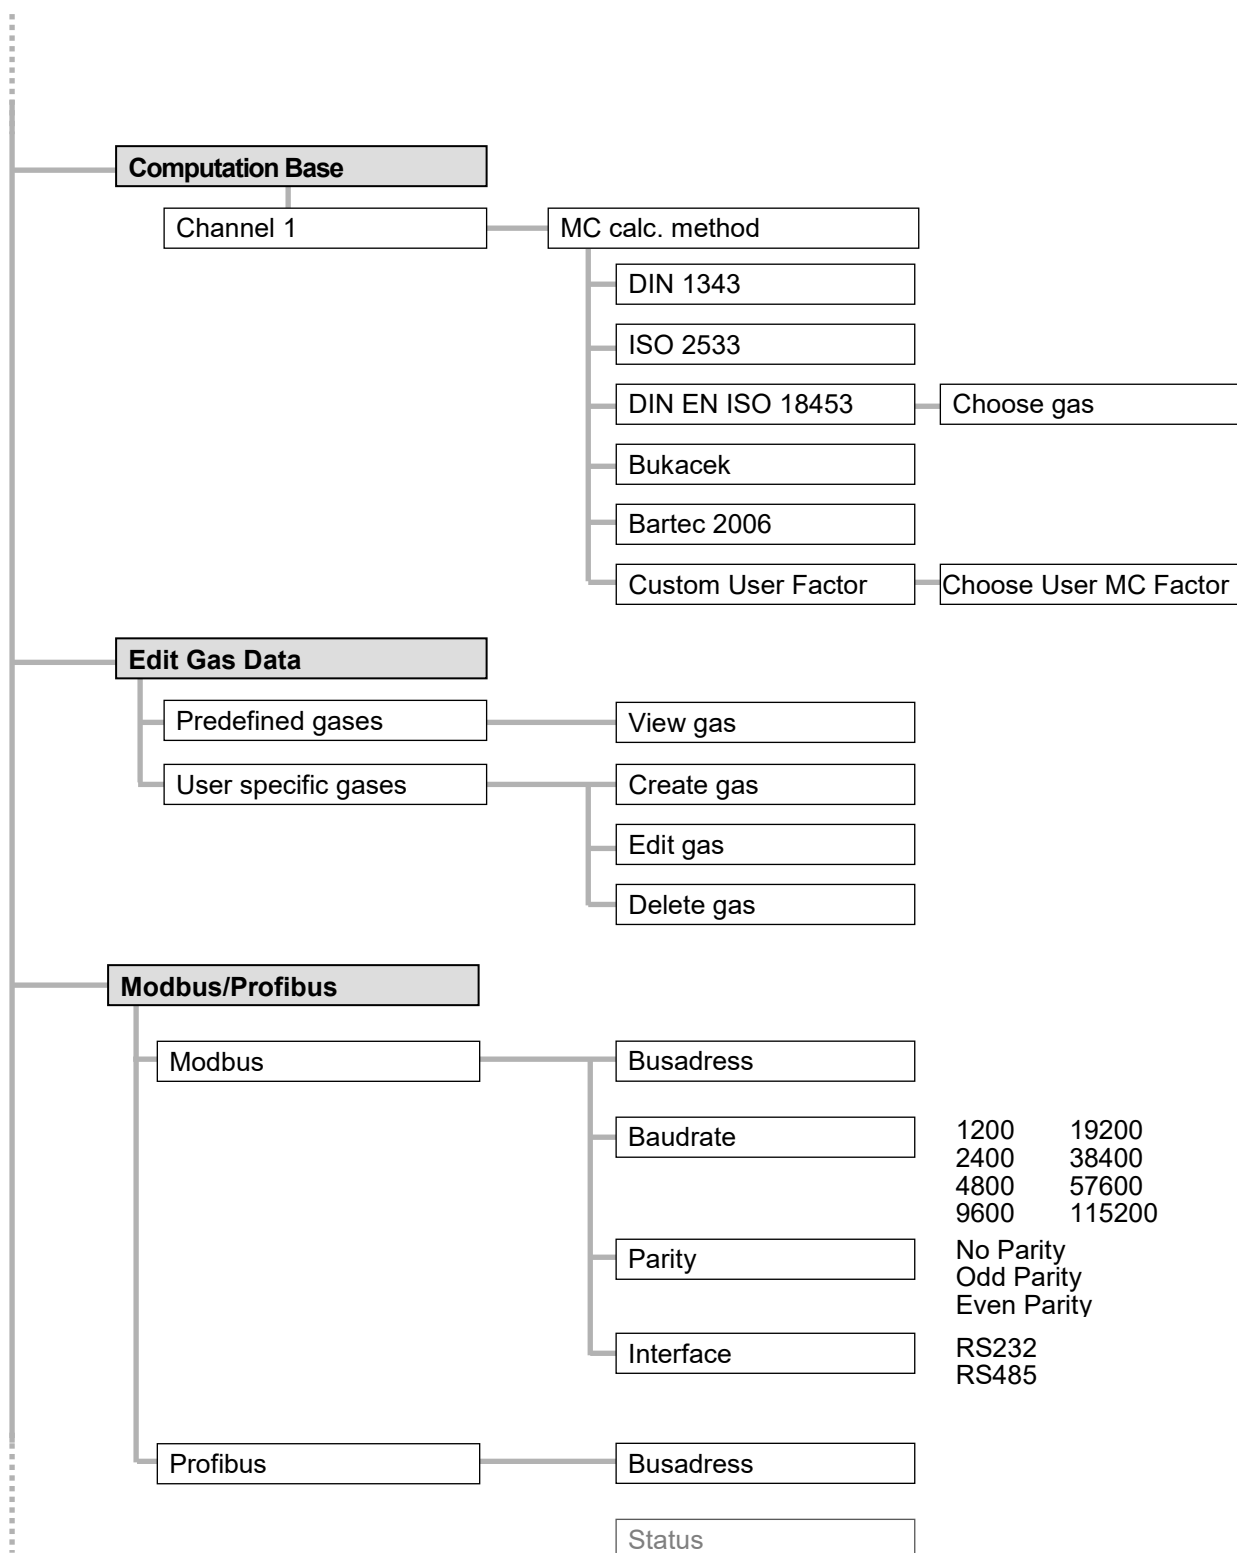 Computation Base
Channel 1
MC calc. method
DIN 1343
ISO 2533
DIN EN ISO 18453
Choose gas
Bukacek
Bartec 2006
Custom User Factor
Choose User MC Factor
Edit Gas Data
Predefined gases
View gas
User specific gases
Create gas
Edit gas
Delete gas
Modbus/Profibus
Modbus
Busadress
Baudrate
1200 19200
2400 38400
4800 57600
9600 115200
Parity
No Parity
Odd Parity
Even Parity
Interface
RS232
RS485
Profibus
Busadress
Status